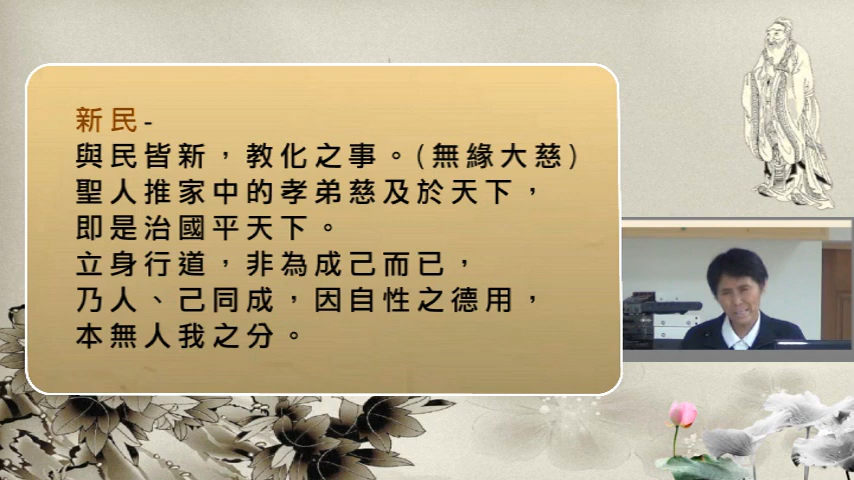 新民-
與民皆新，教化之事。(無緣大慈)
聖人推家中的孝弟慈及於天下，
即是治國平天下。
立身行道，非為成己而已，
乃人、己同成，因自性之德用，
本無人我之分。